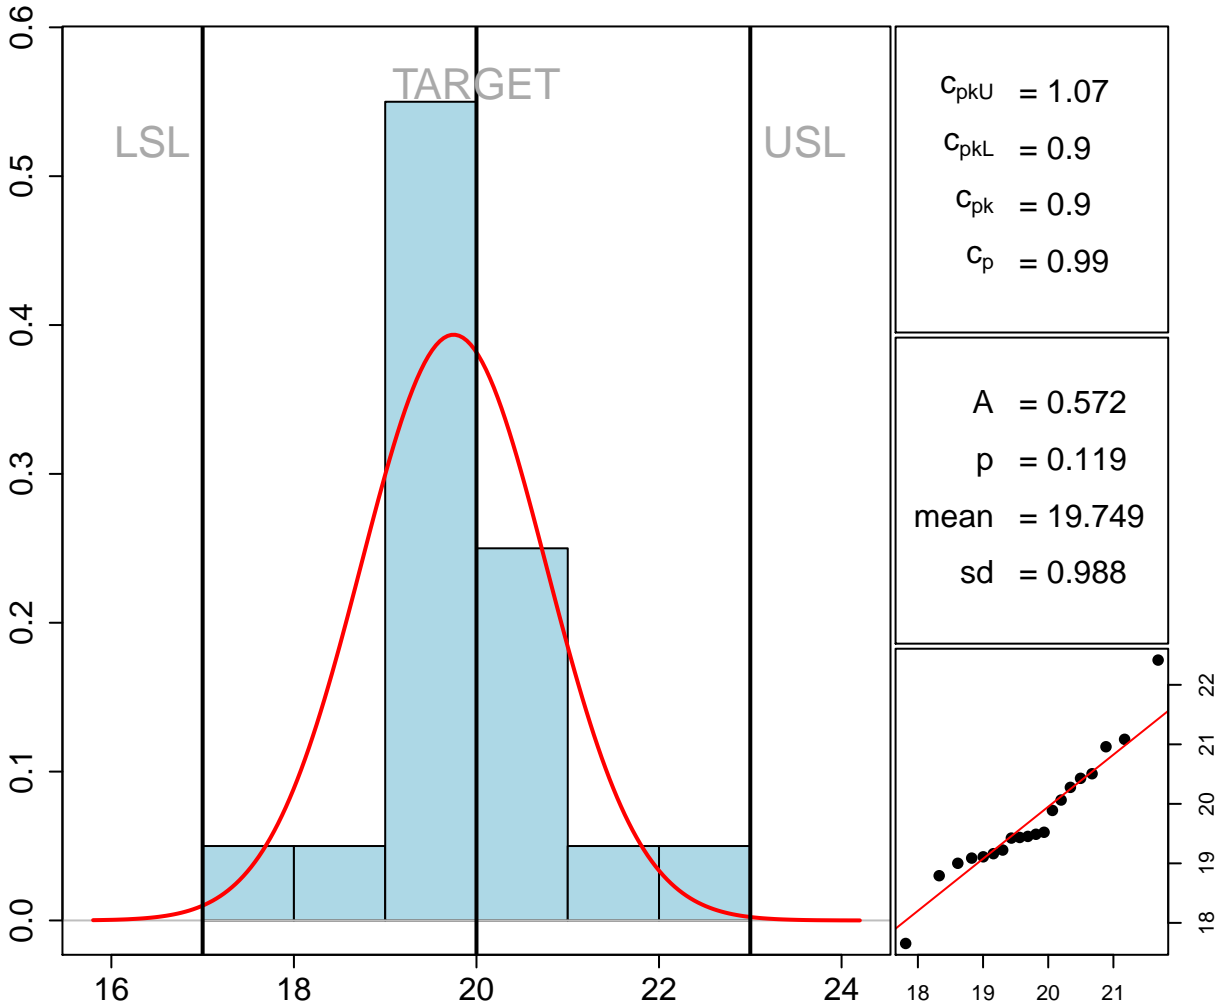 TARGET
LSL
USL
0.6
0.5
0.4
0.3
0.2
0.1
0.0
16 18 20 22 24
cpkU = 1.07
cpkL = 0.9
cpk = 0.9
cp = 0.99
A = 0.572
p = 0.119
mean = 19.749
sd = 0.988
22
21
20
19
18
18 19 20 21